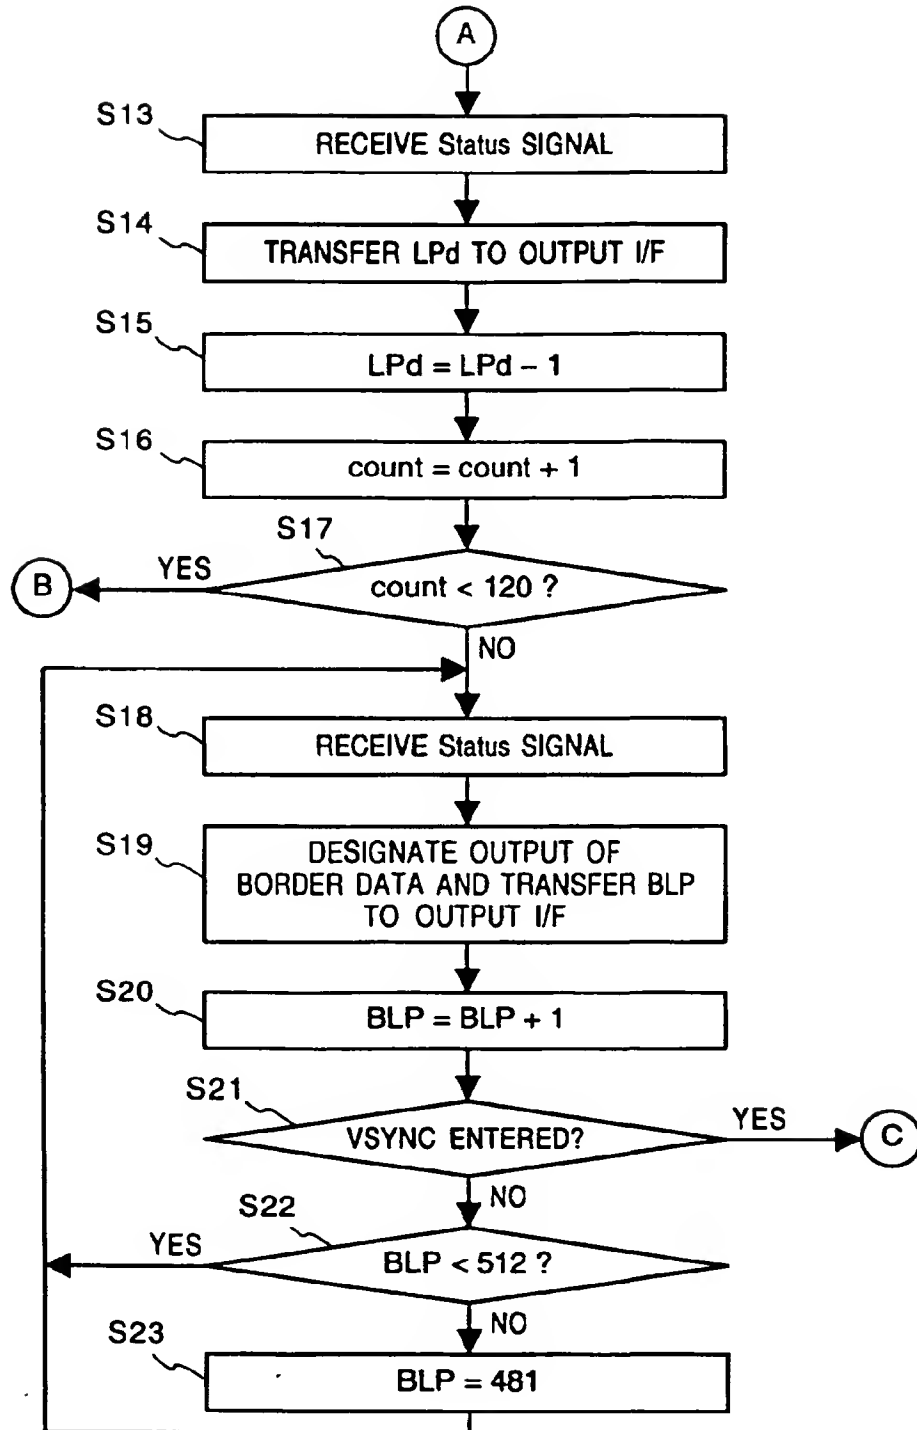 A
S13
RECEIVE Status SIGNAL
S14
TRANSFER LPd TO OUTPUT I/F
S15
LPd = LPd − 1
S16
count = count + 1
S17
count < 120 ?
YES
B
NO
S18
RECEIVE Status SIGNAL
S19
DESIGNATE OUTPUT OF
BORDER DATA AND TRANSFER BLP
TO OUTPUT I/F
S20
BLP = BLP + 1
S21
VSYNC ENTERED?
YES
C
NO
S22
BLP < 512 ?
YES
NO
S23
BLP = 481